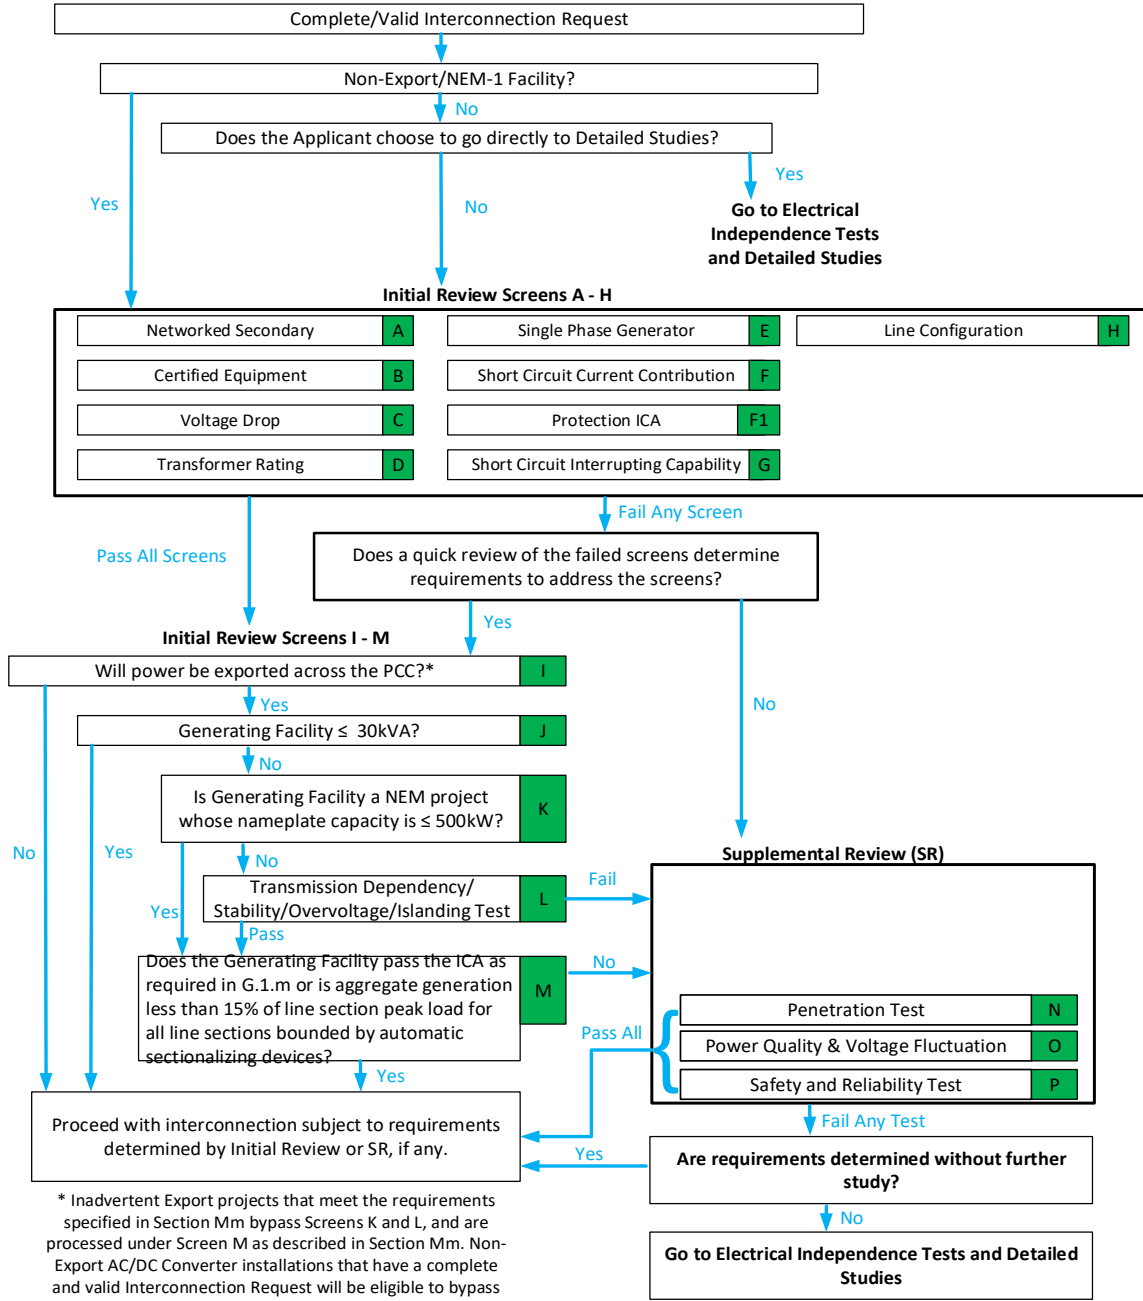 Complete/Valid Interconnection Request
Non-Export/NEM-1 Facility?
No
Does the Applicant choose to go directly to Detailed Studies?
Yes
Yes
No
Go to Electrical
Independence Tests
and Detailed Studies
Initial Review Screens A - H
Networked Secondary A
Single Phase Generator E
Line Configuration H
Certified Equipment B
Short Circuit Current Contribution F
Voltage Drop C
Protection ICA F1
Transformer Rating D
Short Circuit Interrupting Capability G
Fail Any Screen
Pass All Screens
Does a quick review of the failed screens determine
requirements to address the screens?
Yes
No
Initial Review Screens I - M
Will power be exported across the PCC?* I
Yes
Generating Facility ≤ 30kVA? J
No
Is Generating Facility a NEM project
whose nameplate capacity is ≤ 500kW?
K
No
Yes
No
Yes
Transmission Dependency/
Stability/Overvoltage/Islanding Test
L
Fail
Pass
Does the Generating Facility pass the ICA as
required in G.1.m or is aggregate generation
less than 15% of line section peak load for
all line sections bounded by automatic
sectionalizing devices?
M
No
Yes
Supplemental Review (SR)
Penetration Test N
Power Quality & Voltage Fluctuation O
Safety and Reliability Test P
Pass All
Fail Any Test
Proceed with interconnection subject to requirements
determined by Initial Review or SR, if any.
Yes
Are requirements determined without further
study?
No
Go to Electrical Independence Tests and Detailed
Studies
* Inadvertent Export projects that meet the requirements
specified in Section Mm bypass Screens K and L, and are
processed under Screen M as described in Section Mm. Non-
Export AC/DC Converter installations that have a complete
and valid Interconnection Request will be eligible to bypass